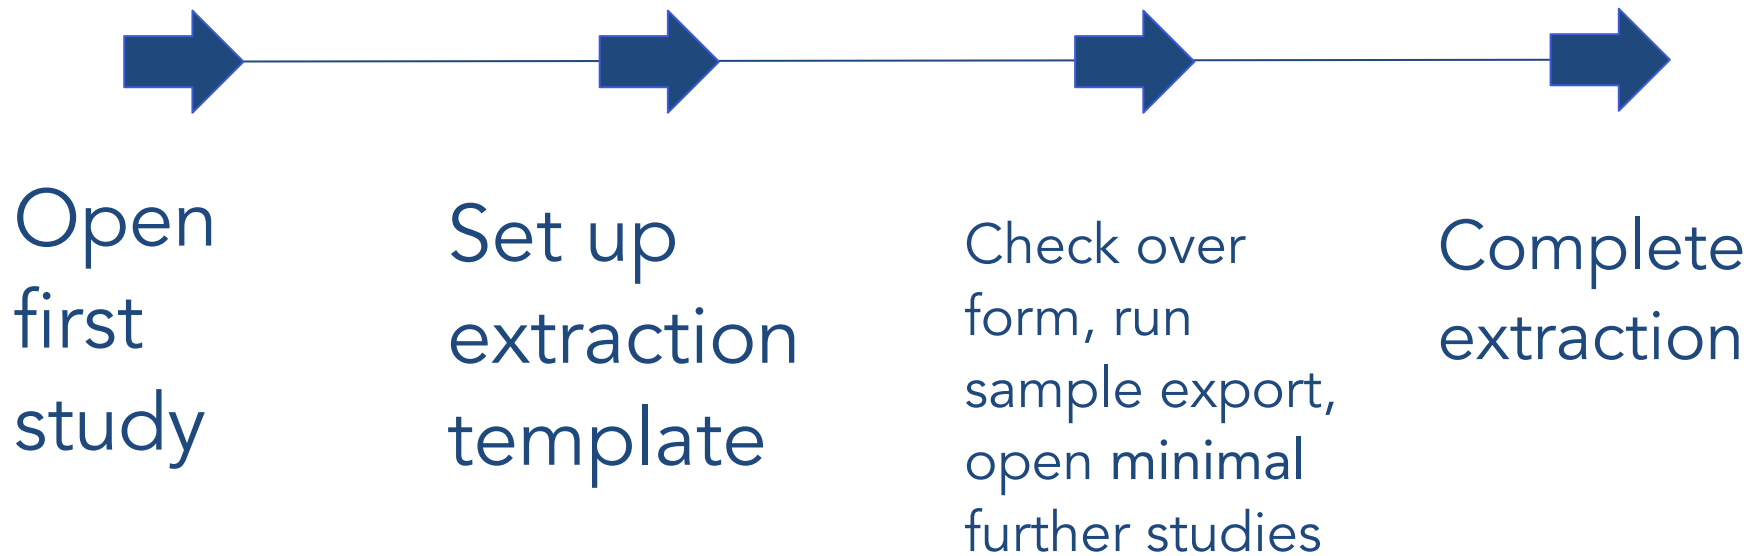 Open
first
study
Set up
extraction
template
Check over
form, run
sample export,
open minimal
further studies
Complete
extraction